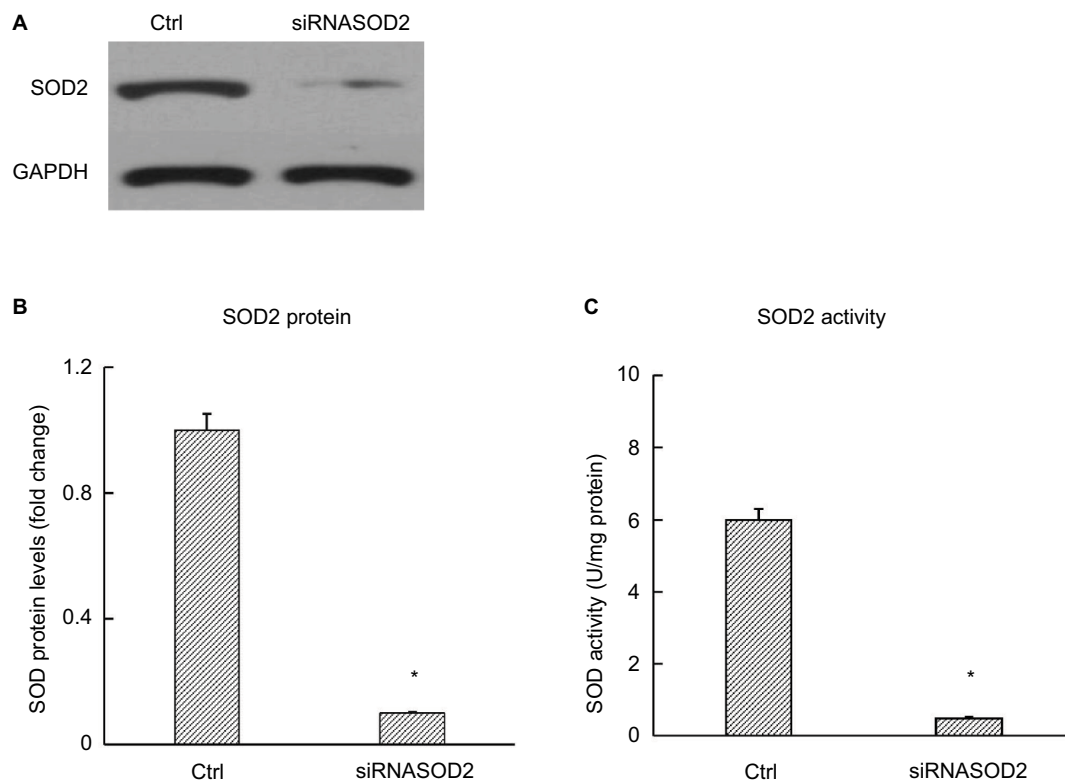 A
Ctrl siRNASOD2
SOD2
GAPDH
B
SOD2 protein
SOD protein levels (fold change)
1.2
0.8
0.4
0
*
Ctrl siRNASOD2
C
SOD2 activity
SOD activity (U/mg protein)
10
8
6
4
2
0
*
Ctrl siRNASOD2